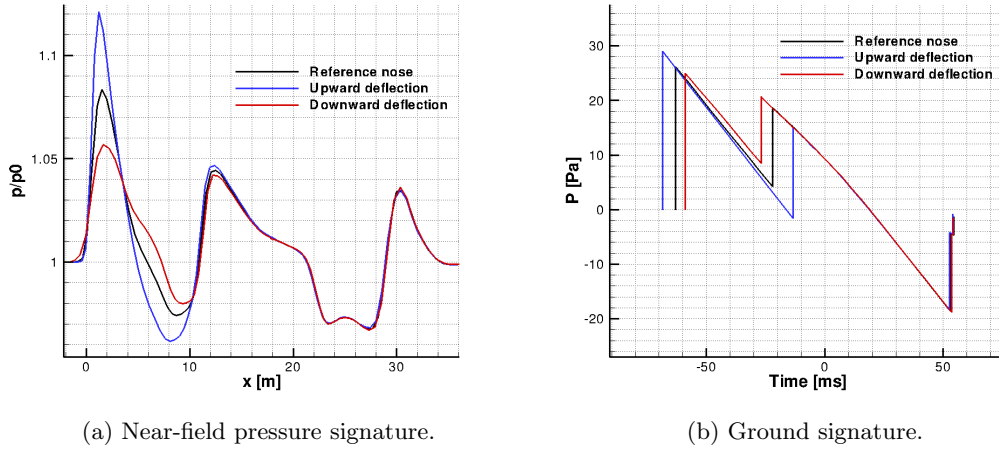 1.1
1.05
1
p/p0
0
10
20
30
x [m]
Reference nose
Upward deflection
Downward deflection
(a) Near-field pressure signature.
30
20
10
0
-10
-20
P [Pa]
-50
0
50
Time [ms]
Reference nose
Upward deflection
Downward deflection
(b) Ground signature.